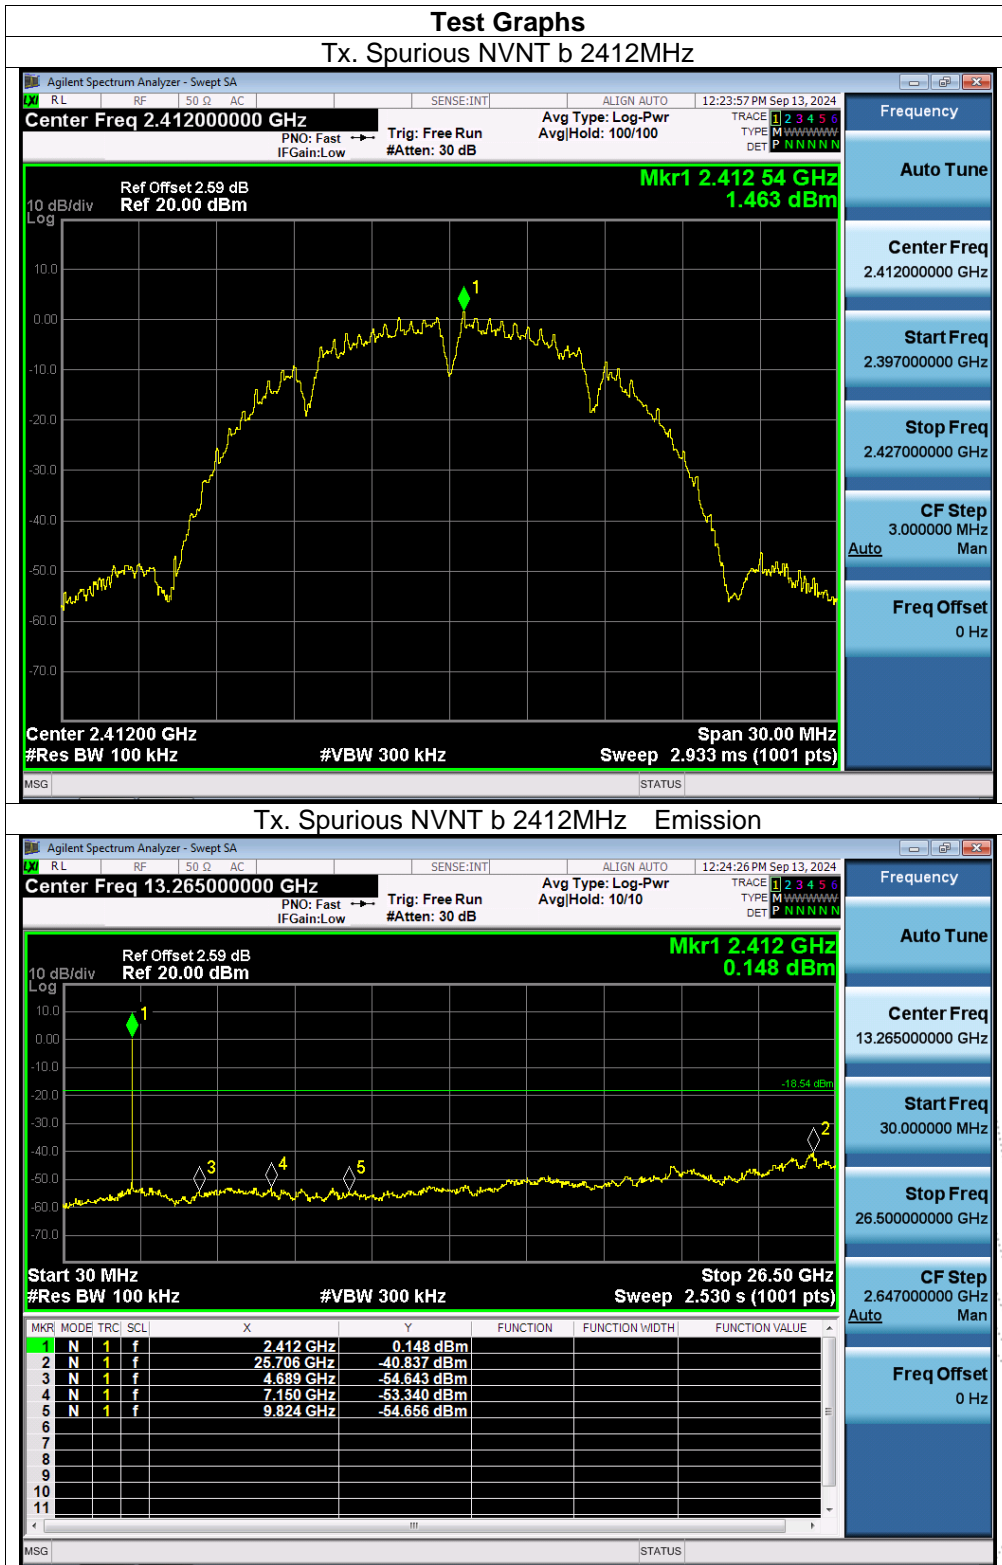 Test Graphs
Tx. Spurious NVNT b 2412MHz
Agilent Spectrum Analyzer - Swept SA
LXI RL RF 50 Ω AC SENSE:INT ALIGN AUTO 12:23:57 PM Sep 13, 2024
Center Freq 2.412000000 GHz
PNO: Fast
IFGain:Low
Trig: Free Run
#Atten: 30 dB
Avg Type: Log-Pwr
Avg|Hold: 100/100
TRACE 1 2 3 4 5 6
TYPE M WWWWW
DET P N N N N N
Frequency
Auto Tune
Center Freq
2.412000000 GHz
Start Freq
2.397000000 GHz
Stop Freq
2.427000000 GHz
CF Step
3.000000 MHz
Auto Man
Freq Offset
0 Hz
Mkr1 2.412 54 GHz
1.463 dBm
Ref Offset 2.59 dB
10 dB/div Ref 20.00 dBm
Log
10.0
1
0.00
-10.0
-20.0
-30.0
-40.0
-50.0
-60.0
-70.0
Center 2.41200 GHz Span 30.00 MHz
#Res BW 100 kHz #VBW 300 kHz Sweep 2.933 ms (1001 pts)
MSG STATUS
Tx. Spurious NVNT b 2412MHz Emission
Agilent Spectrum Analyzer - Swept SA
LXI RL RF 50 Ω AC SENSE:INT ALIGN AUTO 12:24:26 PM Sep 13, 2024
Center Freq 13.265000000 GHz
PNO: Fast
IFGain:Low
Trig: Free Run
#Atten: 30 dB
Avg Type: Log-Pwr
Avg|Hold: 10/10
TRACE 1 2 3 4 5 6
TYPE M WWWWW
DET P N N N N N
Frequency
Auto Tune
Center Freq
13.265000000 GHz
Start Freq
30.000000 MHz
Stop Freq
26.500000000 GHz
CF Step
2.647000000 GHz
Auto Man
Freq Offset
0 Hz
Mkr1 2.412 GHz
0.148 dBm
Ref Offset 2.59 dB
10 dB/div Ref 20.00 dBm
Log
10.0
1
0.00
-10.0
-18.54 dBm
-20.0
-30.0
2
-40.0
3 4 5
-50.0
-60.0
-70.0
Start 30 MHz Stop 26.50 GHz
#Res BW 100 kHz #VBW 300 kHz Sweep 2.530 s (1001 pts)
MKR MODE TRC SCL X Y FUNCTION FUNCTION WIDTH FUNCTION VALUE
1 N 1 f 2.412 GHz 0.148 dBm
2 N 1 f 25.706 GHz -40.837 dBm
3 N 1 f 4.689 GHz -54.643 dBm
4 N 1 f 7.150 GHz -53.340 dBm
5 N 1 f 9.824 GHz -54.656 dBm
6
7
8
9
10
11
MSG STATUS